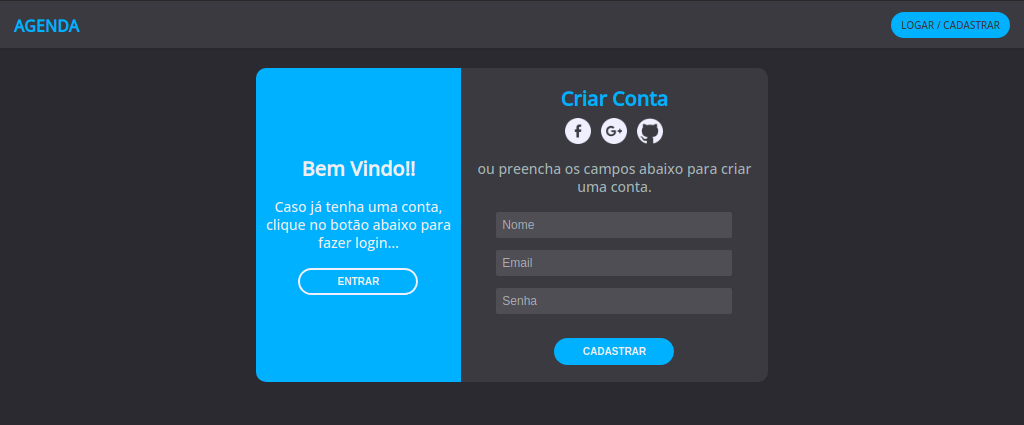 AGENDA
LOGAR / CADASTRAR
Bem Vindo!!
Caso já tenha uma conta,
clique no botão abaixo para
fazer login...
ENTRAR
Criar Conta
ou preencha os campos abaixo para criar
uma conta.
Nome
Email
Senha
CADASTRAR